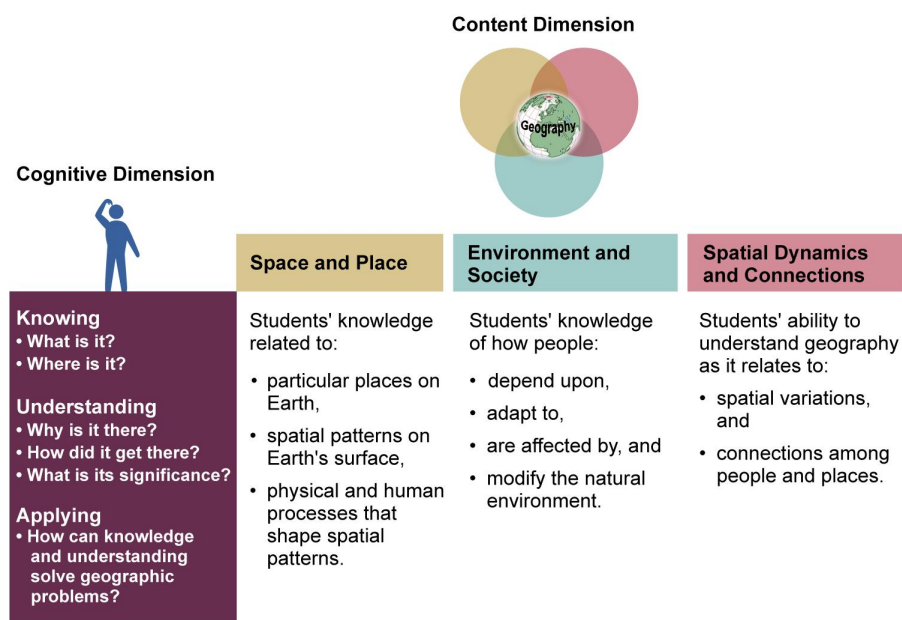 Content Dimension
Geography
Cognitive Dimension
Knowing
• What is it?
• Where is it?
Understanding
• Why is it there?
• How did it get there?
• What is its significance?
Applying
• How can knowledge
and understanding
solve geographic
problems?
Space and Place
Students' knowledge
related to:
• particular places on
Earth,
• spatial patterns on
Earth's surface,
• physical and human
processes that
shape spatial
patterns.
Environment and
Society
Students' knowledge
of how people:
• depend upon,
• adapt to,
• are affected by, and
• modify the natural
environment.
Spatial Dynamics
and Connections
Students' ability to
understand geography
as it relates to:
• spatial variations,
and
• connections among
people and places.